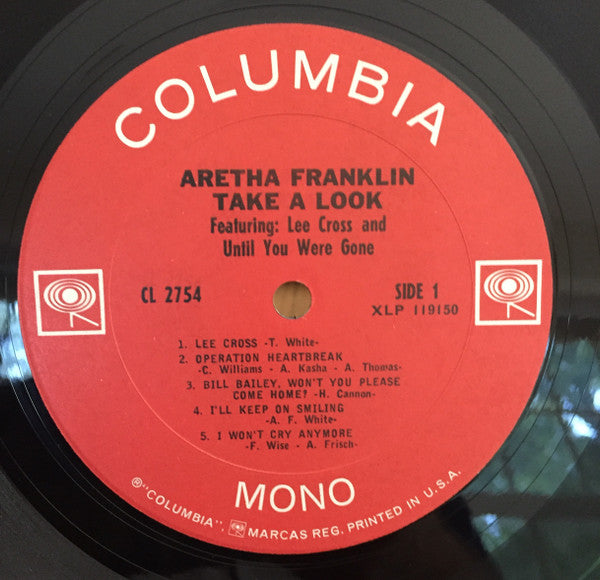 COLUMBIA
ARETHA FRANKLIN
TAKE A LOOK
Featuring: Lee Cross and
Until You Were Gone
CL 2754
SIDE 1
XLP 119150
1. LEE CROSS -T. White-
2. OPERATION HEARTBREAK
-C. Williams - A. Kasha - A. Thomas-
3. BILL BAILEY, WON'T YOU PLEASE
COME HOME? -H. Cannon-
4. I'LL KEEP ON SMILING
-A. F. White-
5. I WON'T CRY ANYMORE
-F. Wise - A. Frisch-
MONO
®"COLUMBIA", MARCAS REG. PRINTED IN U.S.A.